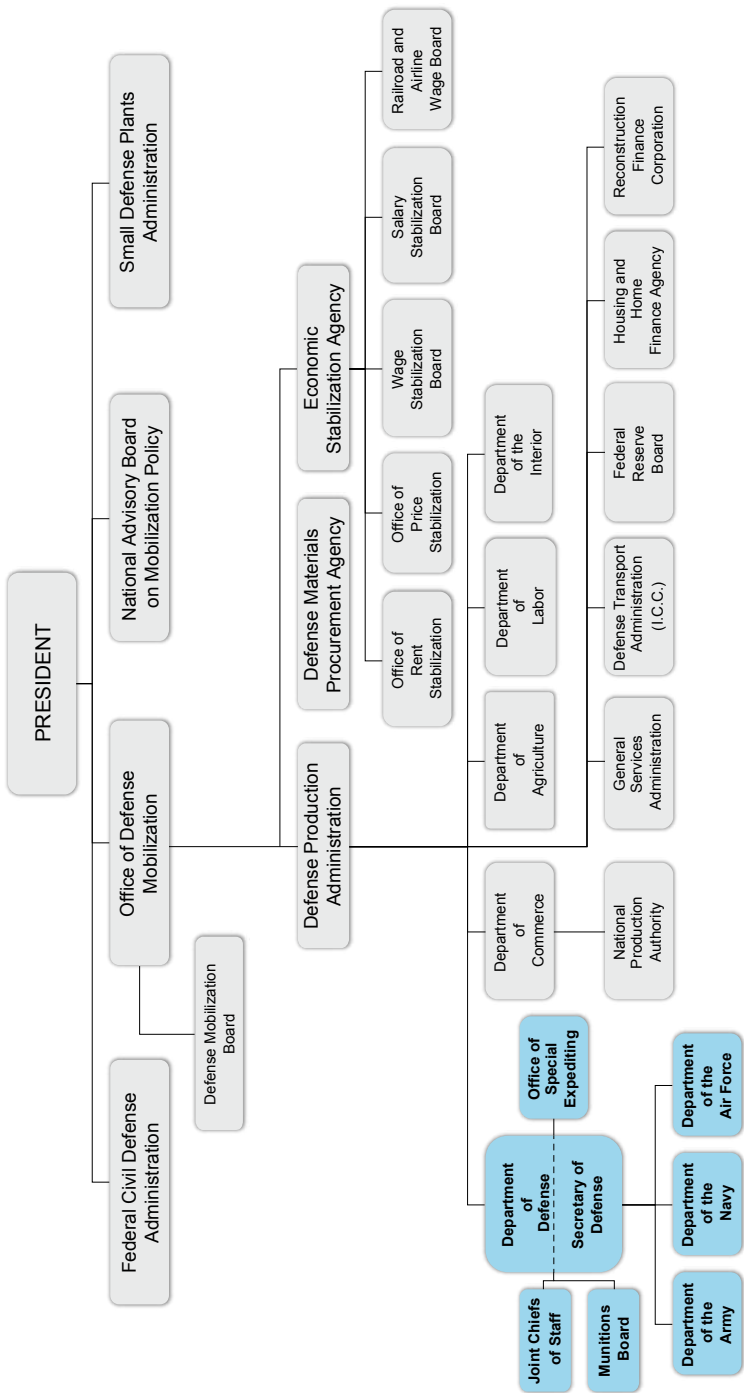 PRESIDENT
Federal Civil Defense
Administration
Office of Defense
Mobilization
National Advisory Board
on Mobilization Policy
Small Defense Plants
Administration
Defense Mobilization
Board
Defense Production
Administration
Defense Materials
Procurement Agency
Economic
Stabilization Agency
Office of
Rent
Stabilization
Office of
Price
Stabilization
Wage
Stabilization
Board
Salary
Stabilization
Board
Railroad and
Airline
Wage Board
Department
of
Defense
Secretary of
Defense
Department
of
Commerce
Department
of
Agriculture
Department
of
Labor
Department
of the
Interior
Joint Chiefs
of Staff
Munitions
Board
Office of
Special
Expediting
National
Production
Authority
General
Services
Administration
Defense Transport
Administration
(I.C.C.)
Federal
Reserve
Board
Housing and
Home
Finance Agency
Reconstruction
Finance
Corporation
Department
of the
Army
Department
of the
Navy
Department
of the
Air Force